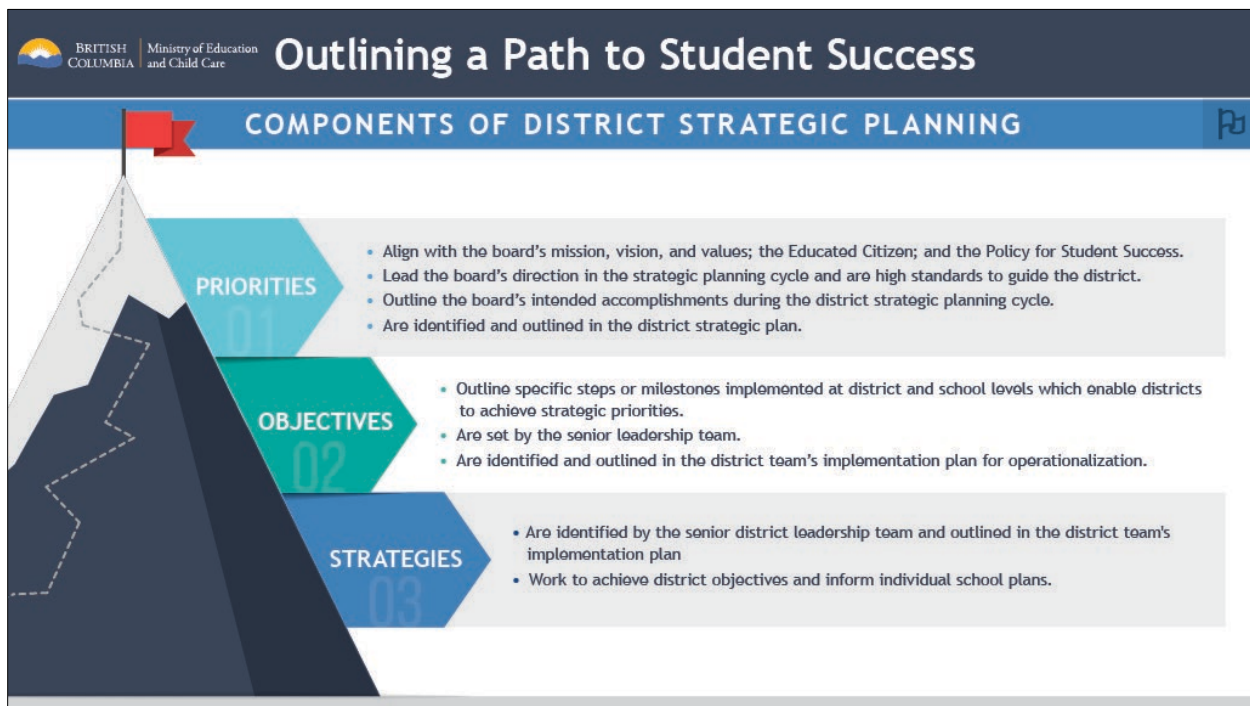 BRITISH COLUMBIA
Ministry of Education and Child Care
Outlining a Path to Student Success
COMPONENTS OF DISTRICT STRATEGIC PLANNING
PRIORITIES
01
• Align with the board's mission, vision, and values; the Educated Citizen; and the Policy for Student Success.
• Lead the board's direction in the strategic planning cycle and are high standards to guide the district.
• Outline the board's intended accomplishments during the district strategic planning cycle.
• Are identified and outlined in the district strategic plan.
OBJECTIVES
02
• Outline specific steps or milestones implemented at district and school levels which enable districts
to achieve strategic priorities.
• Are set by the senior leadership team.
• Are identified and outlined in the district team's implementation plan for operationalization.
STRATEGIES
03
• Are identified by the senior district leadership team and outlined in the district team's
implementation plan
• Work to achieve district objectives and inform individual school plans.